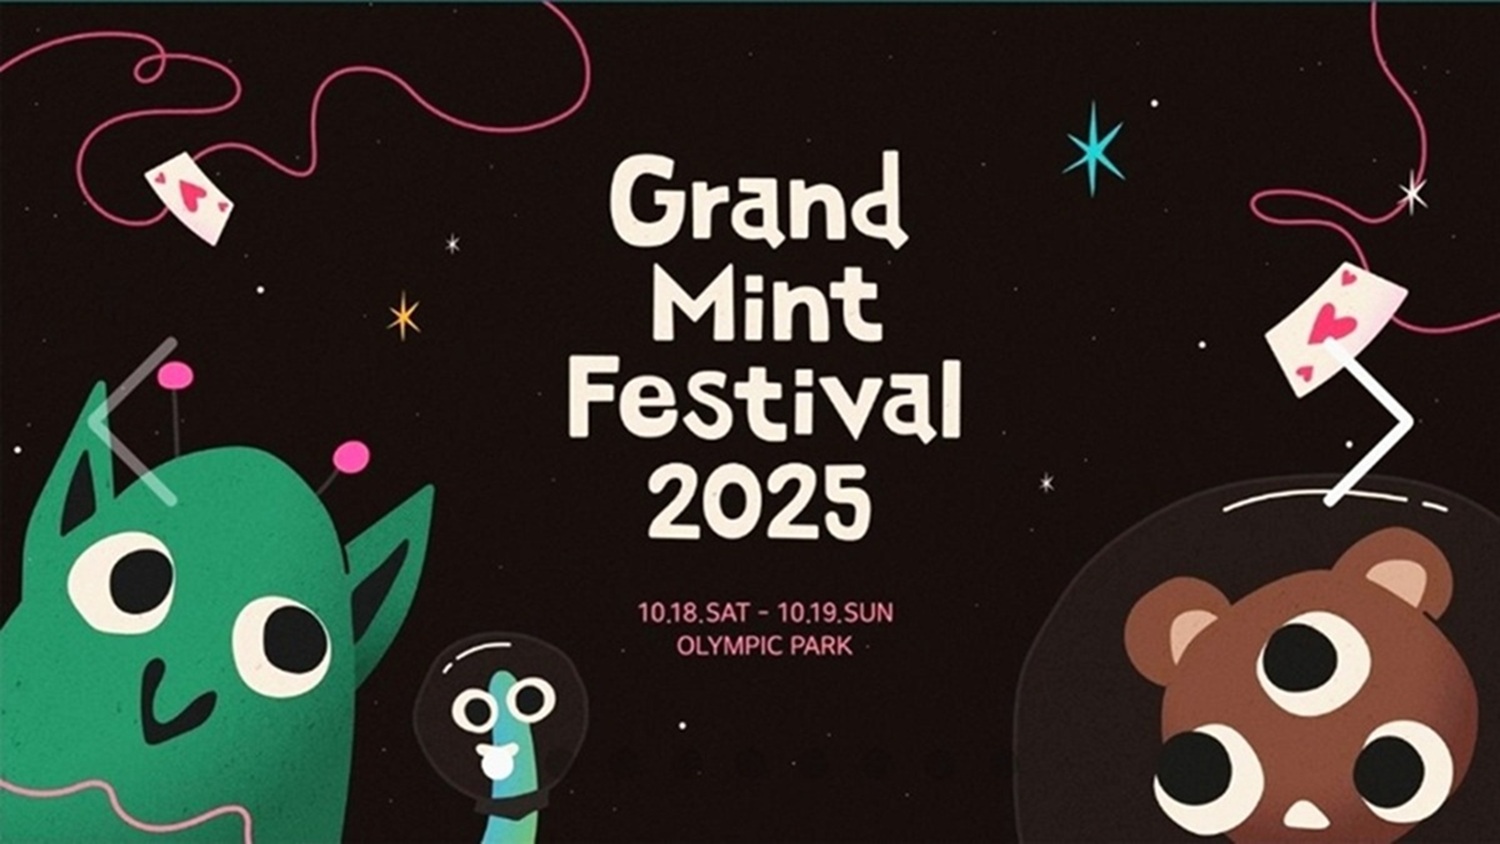 Grand
Mint
Festival
2025
10.18.SAT - 10.19.SUN
OLYMPIC PARK